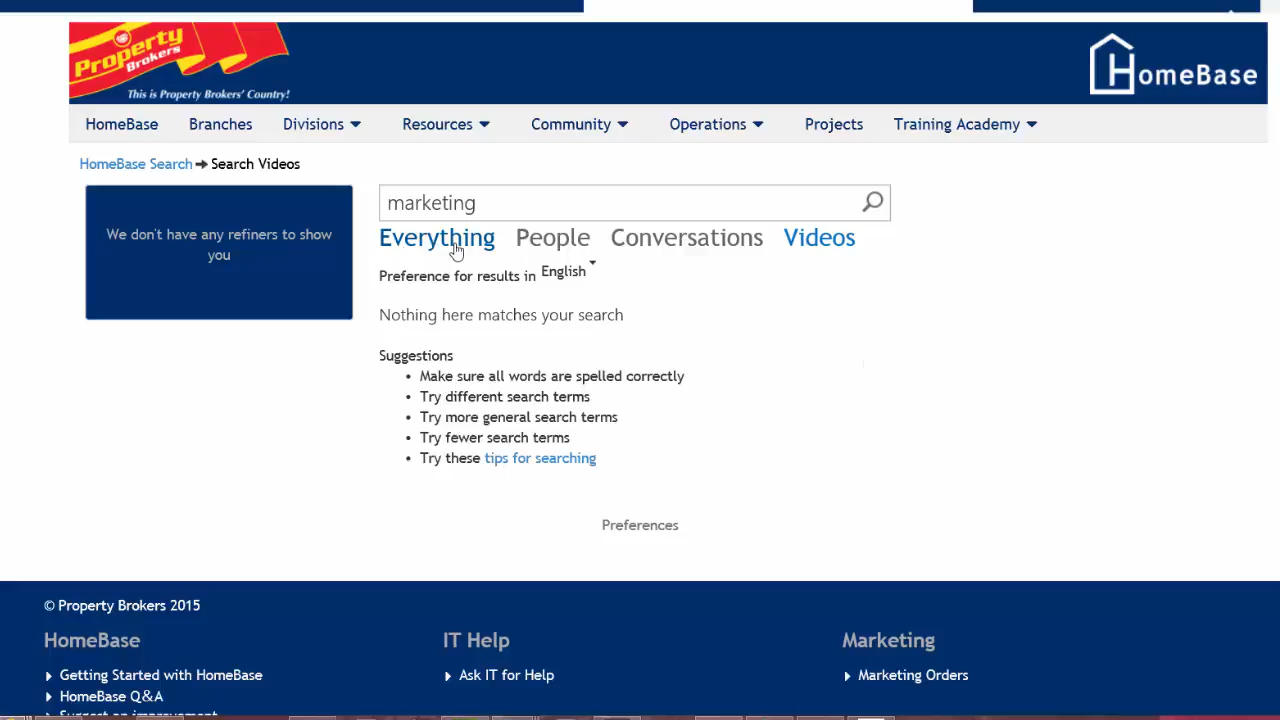 Property
Brokers
This is Property Brokers' Country!
HomeBase
HomeBase Branches Divisions Resources Community Operations Projects Training Academy
HomeBase Search ➔ Search Videos
We don't have any refiners to show
you
marketing
Everything People Conversations Videos
Preference for results in English
Nothing here matches your search
Suggestions
• Make sure all words are spelled correctly
• Try different search terms
• Try more general search terms
• Try fewer search terms
• Try these tips for searching
Preferences
© Property Brokers 2015
HomeBase IT Help Marketing
Getting Started with HomeBase Ask IT for Help Marketing Orders
HomeBase Q&A
Suggest an improvement